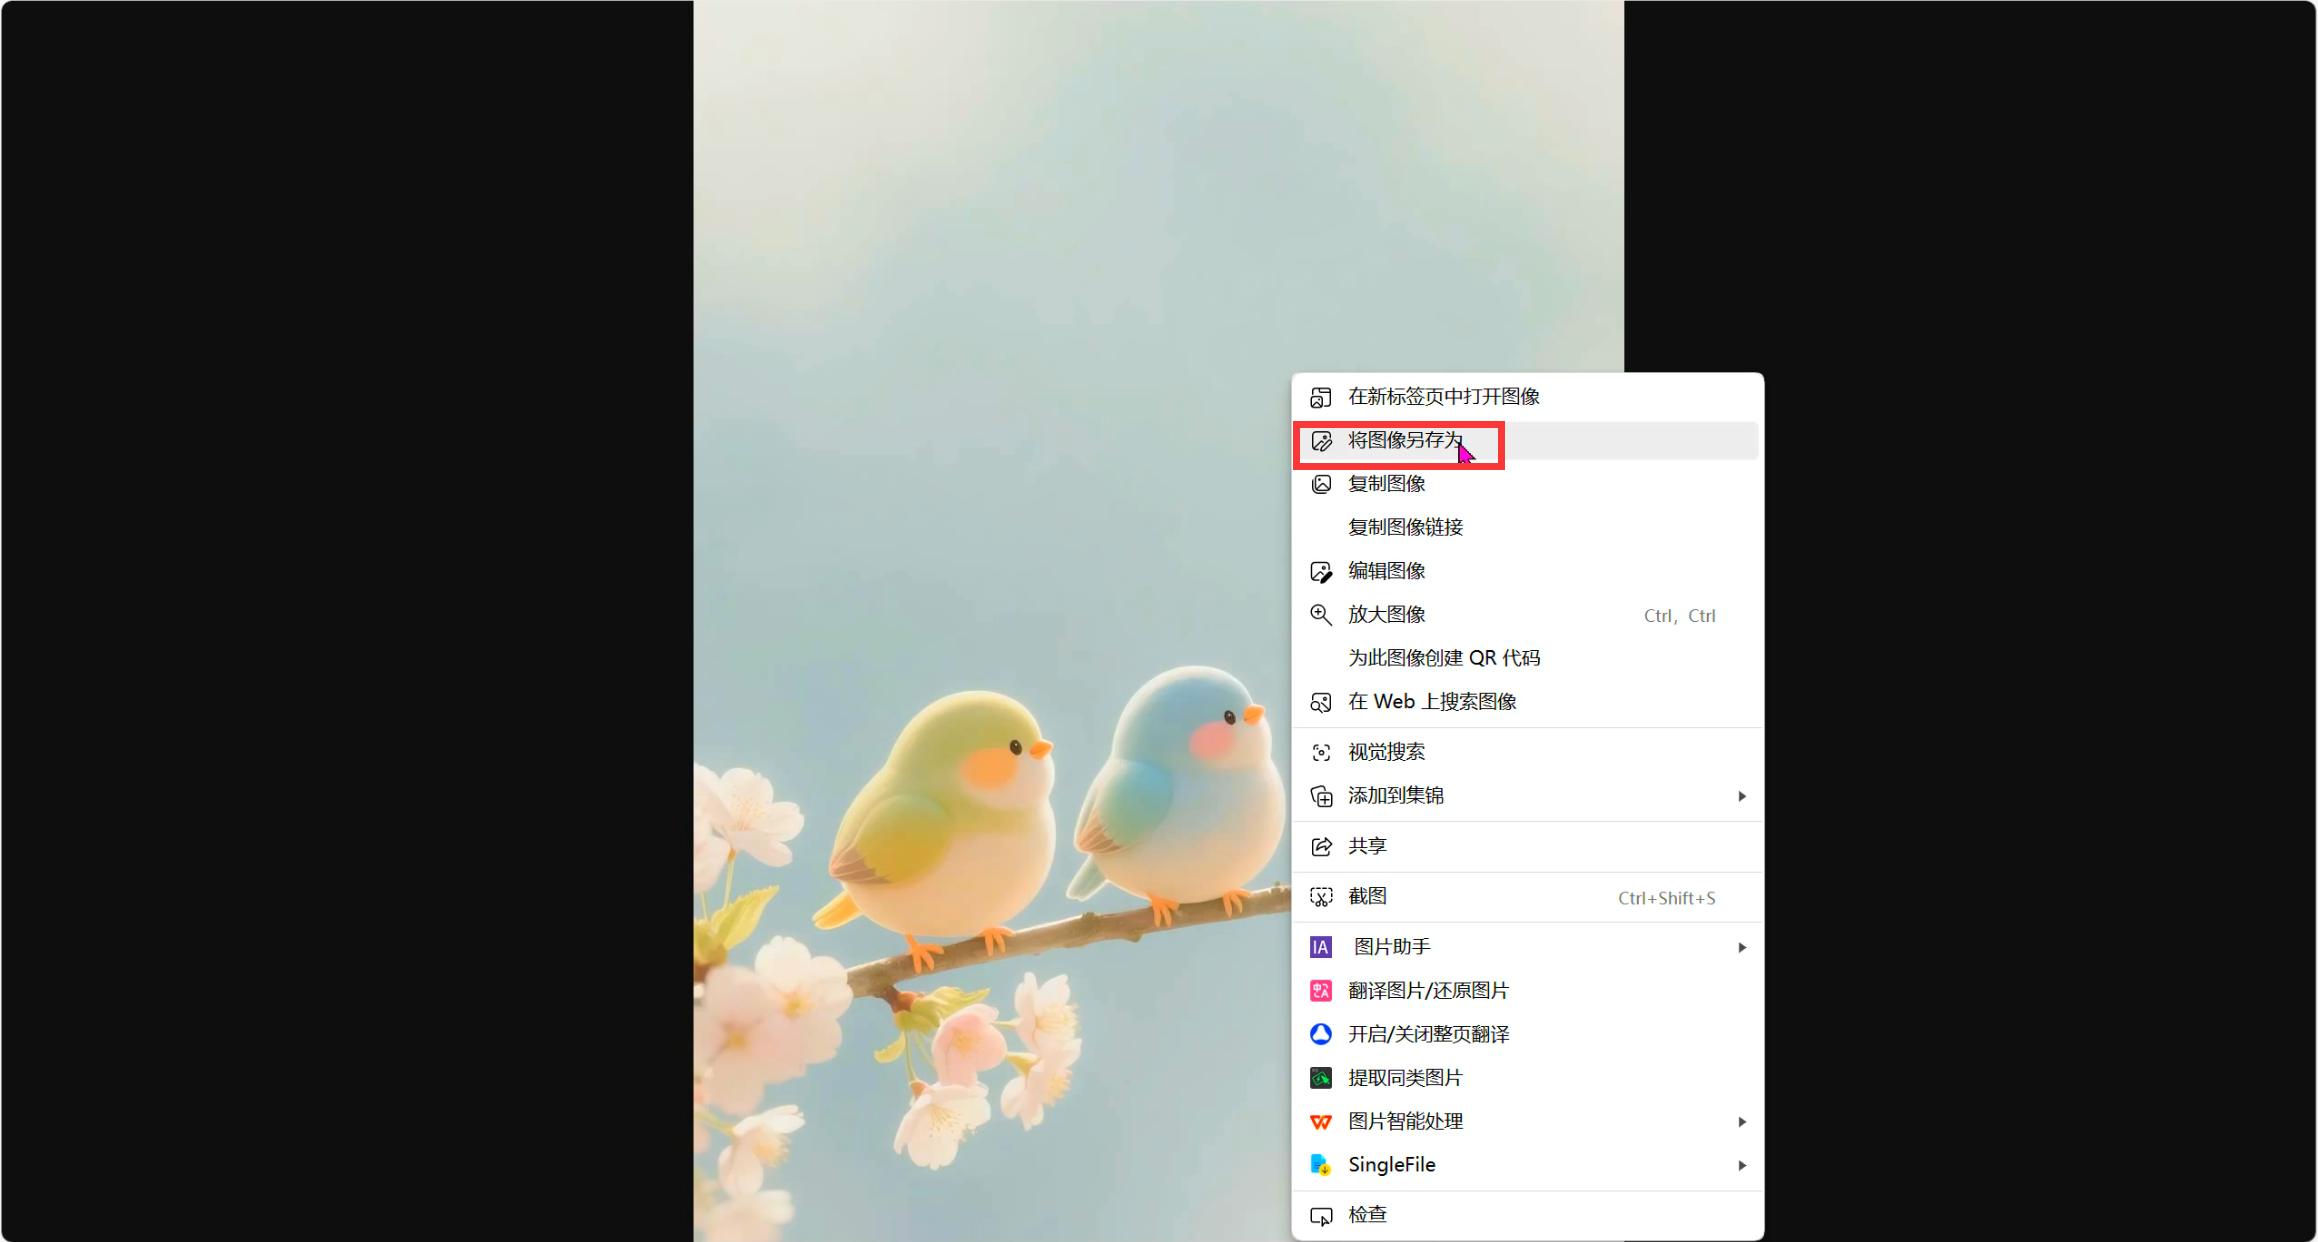 在新标签页中打开图像
将图像另存为
复制图像
复制图像链接
编辑图像
放大图像 Ctrl，Ctrl
为此图像创建 QR 代码
在 Web 上搜索图像
视觉搜索
添加到集锦
共享
截图 Ctrl+Shift+S
IA 图片助手
翻译图片/还原图片
开启/关闭整页翻译
提取同类图片
图片智能处理
SingleFile
检查